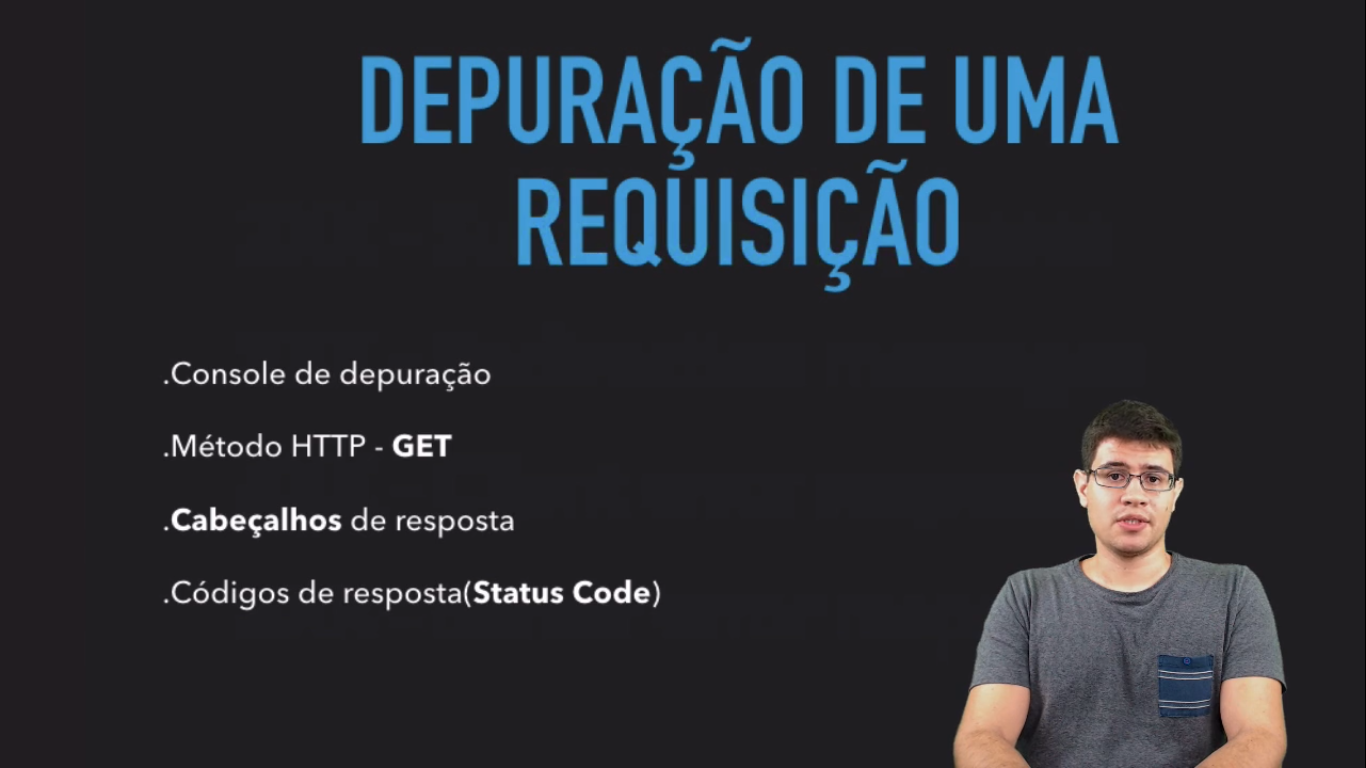 DEPURAÇÃO DE UMA
REQUISIÇÃO
.Console de depuração
.Método HTTP - GET
.Cabeçalhos de resposta
.Códigos de resposta(Status Code)